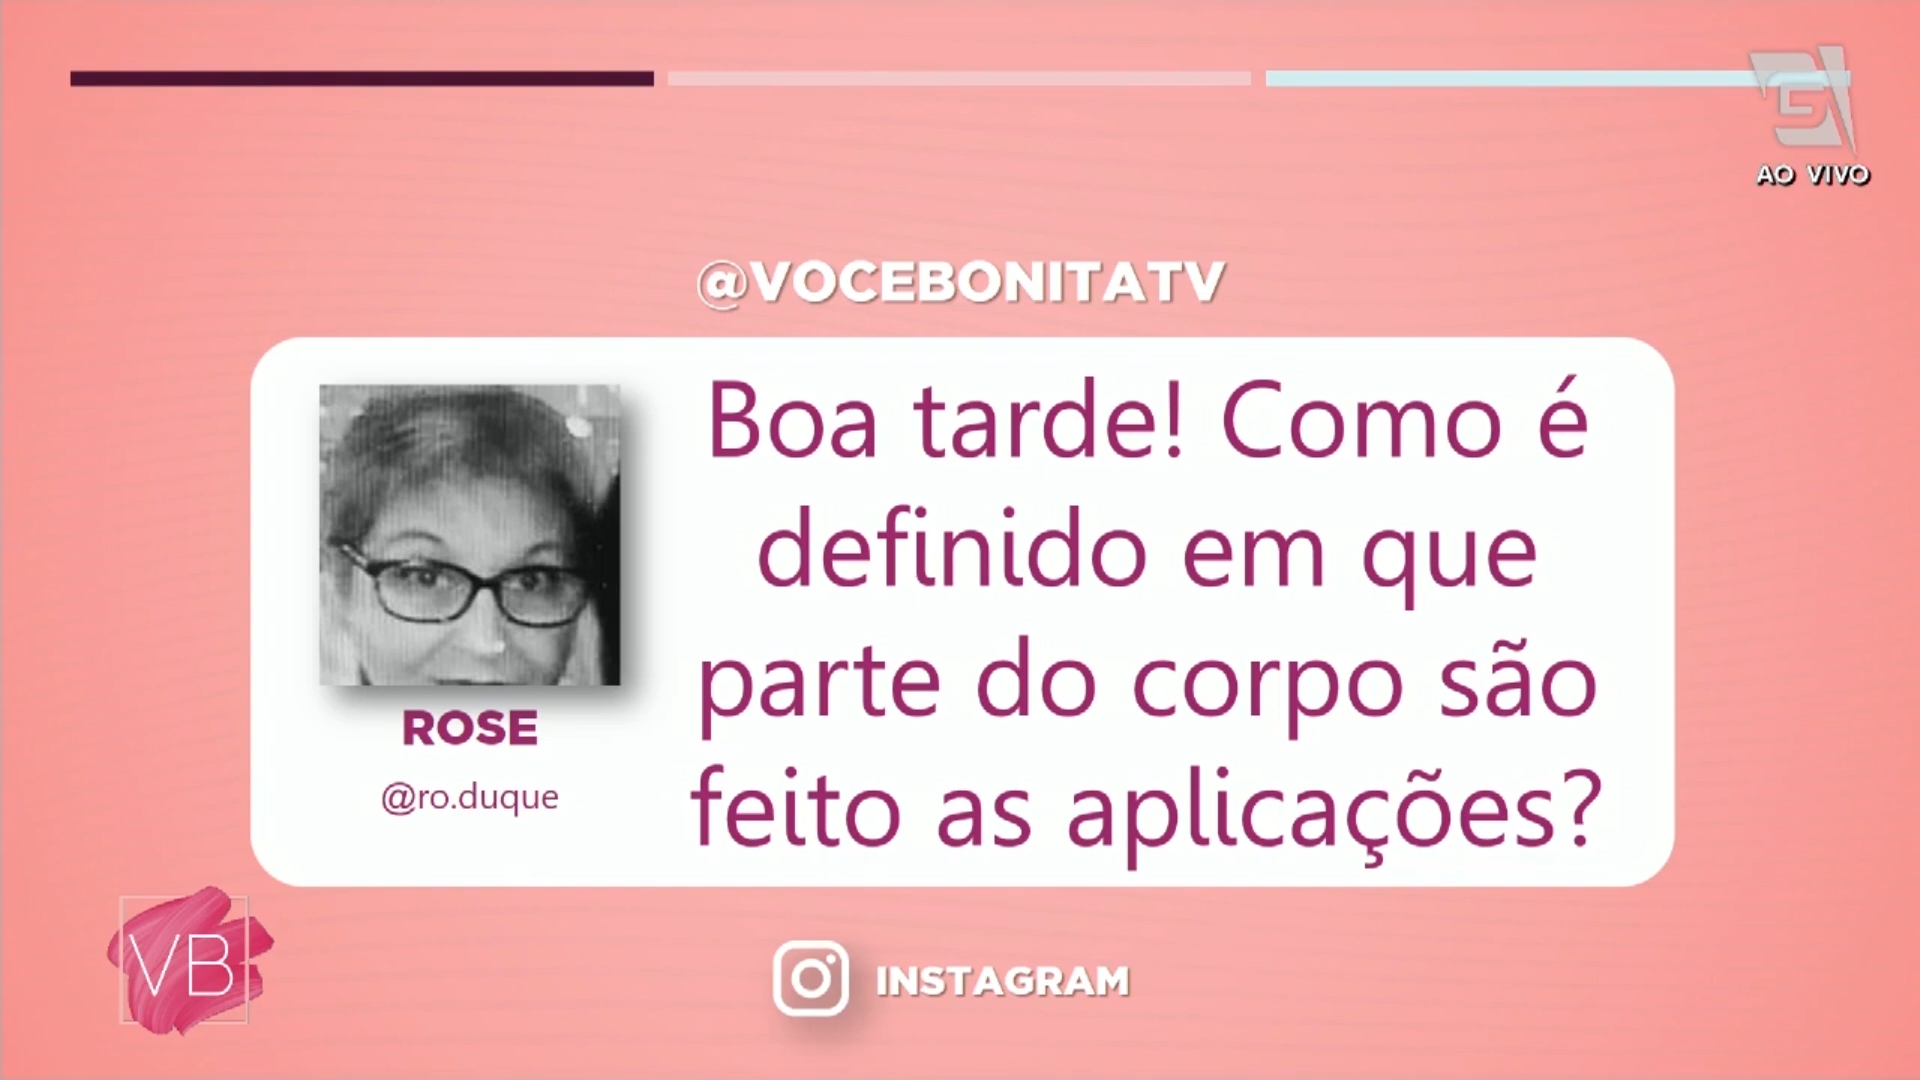 AO VIVO
@VOCEBONITATV
Boa tarde! Como é
definido em que
parte do corpo são
feito as aplicações?
ROSE
@ro.duque
VB
INSTAGRAM